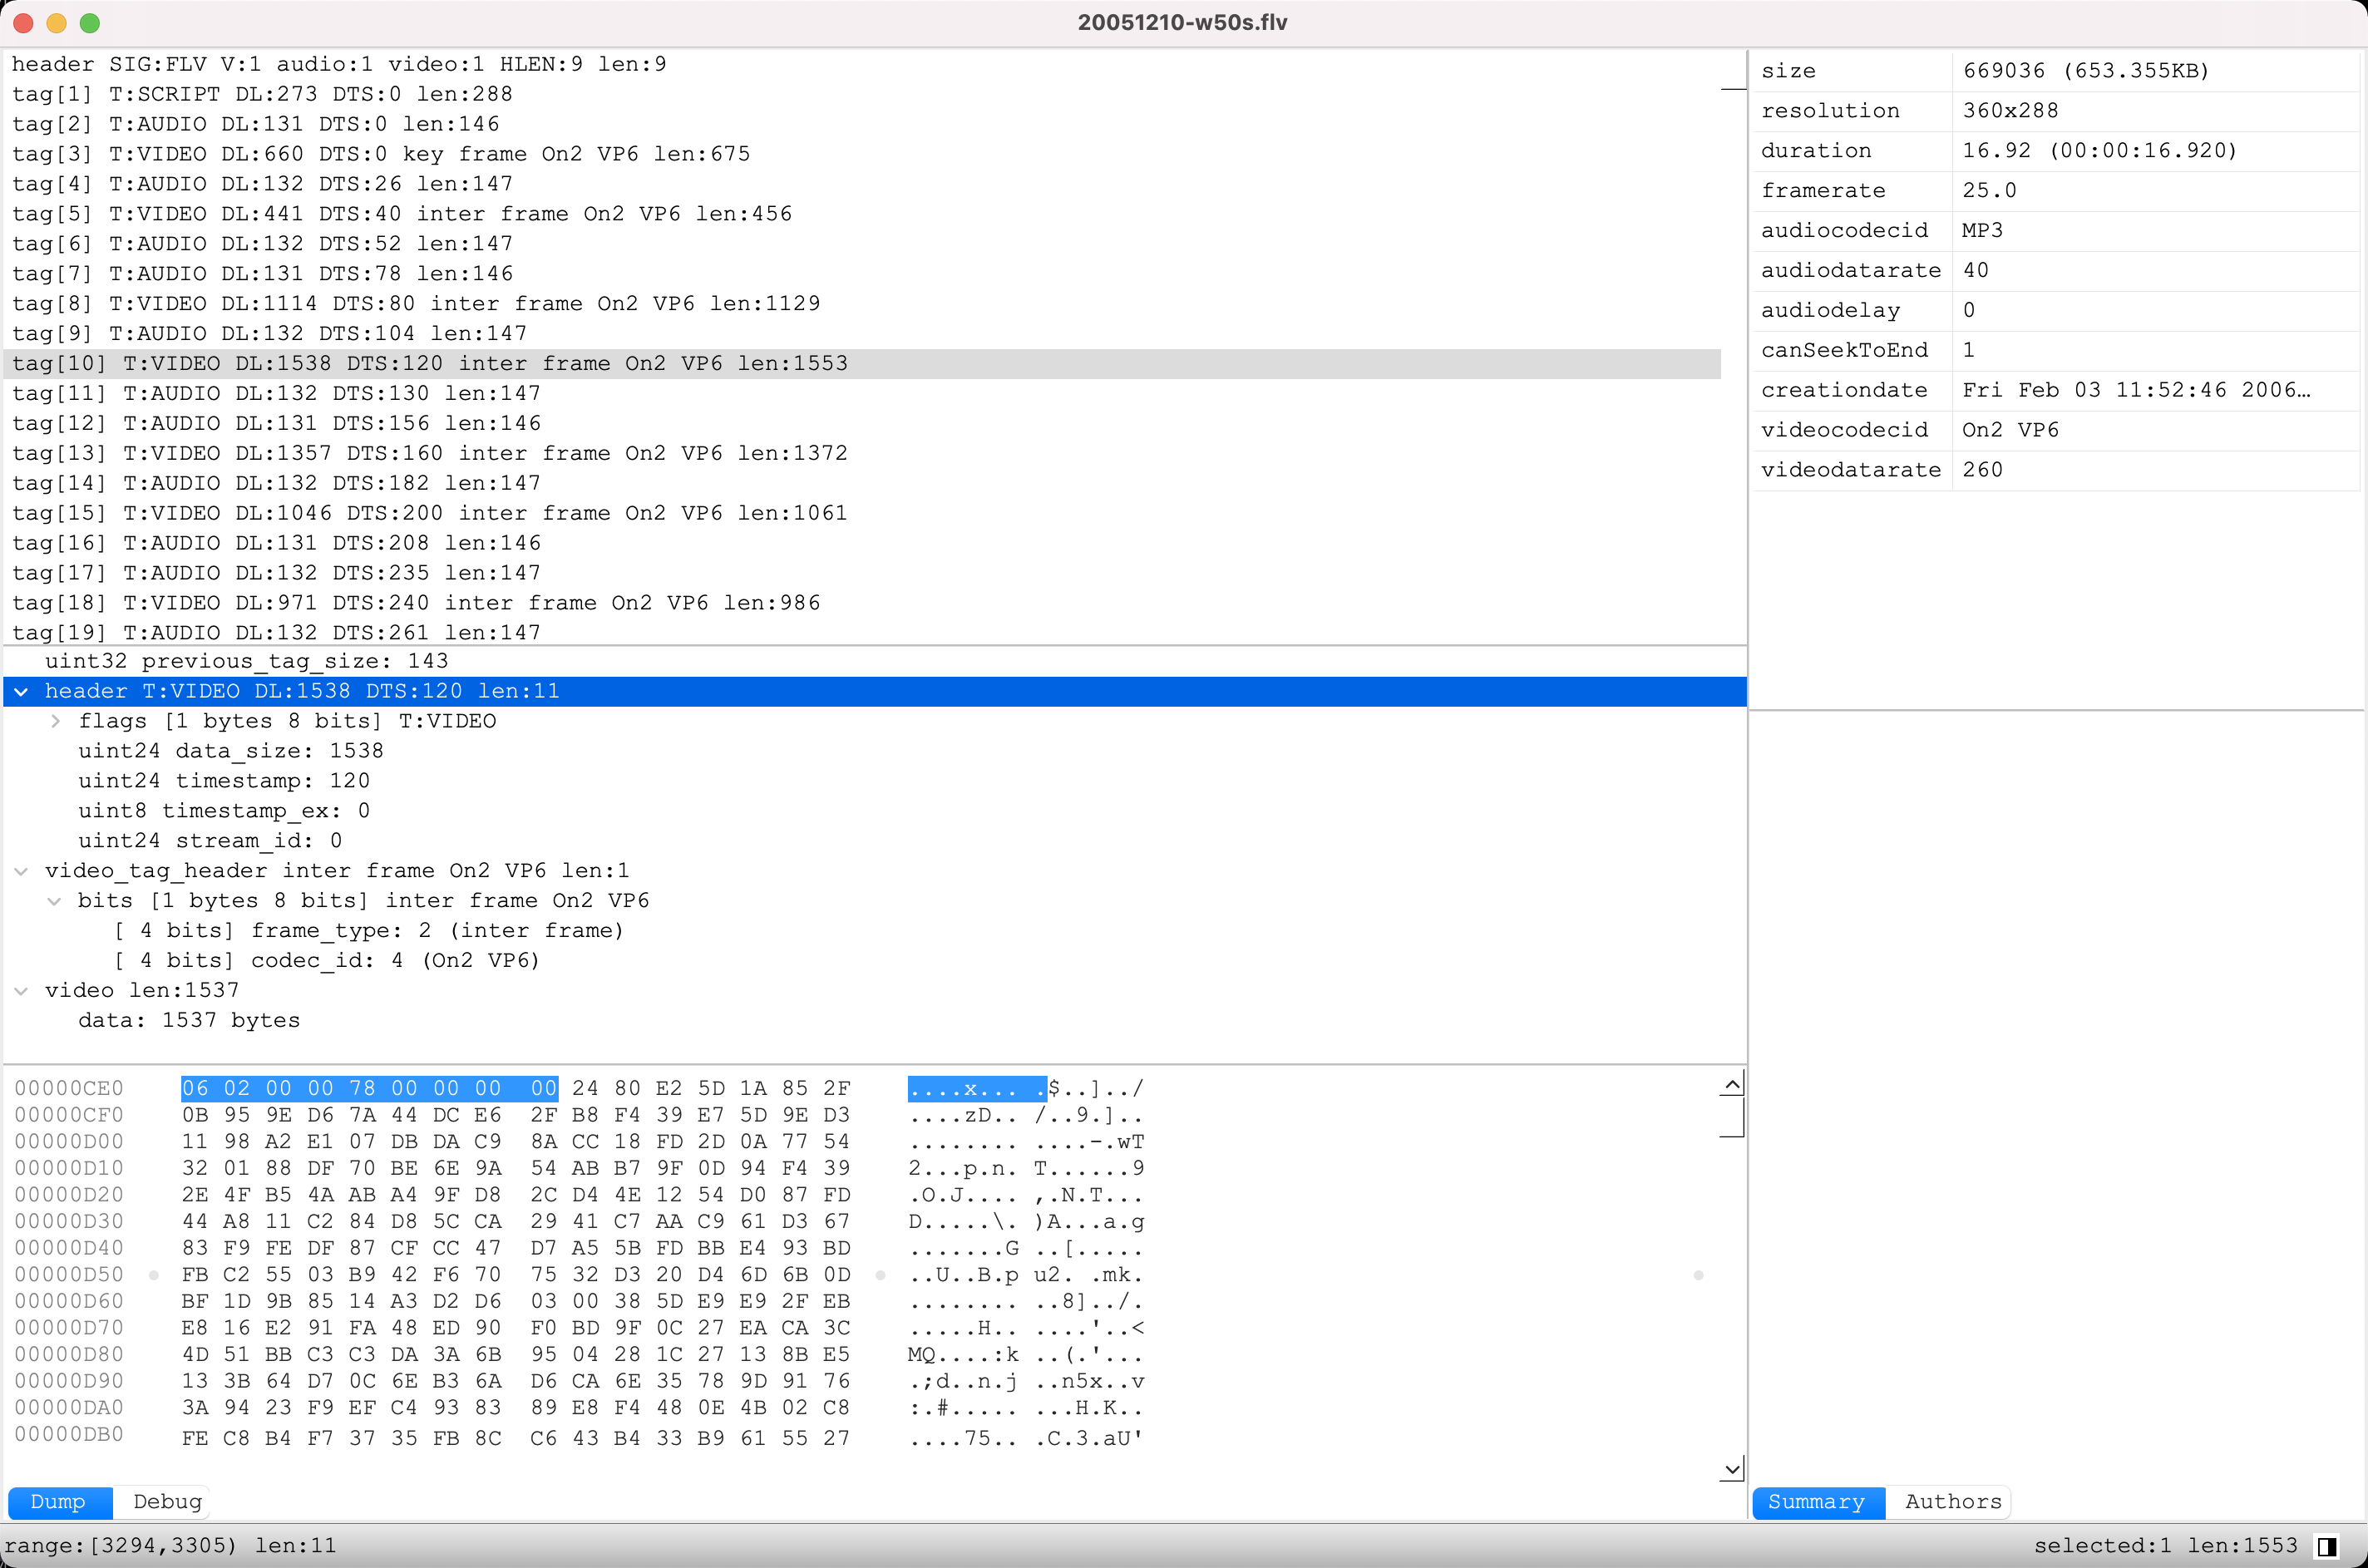 20051210-w50s.flv
header SIG:FLV V:1 audio:1 video:1 HLEN:9 len:9
tag[1] T:SCRIPT DL:273 DTS:0 len:288
tag[2] T:AUDIO DL:131 DTS:0 len:146
tag[3] T:VIDEO DL:660 DTS:0 key frame On2 VP6 len:675
tag[4] T:AUDIO DL:132 DTS:26 len:147
tag[5] T:VIDEO DL:441 DTS:40 inter frame On2 VP6 len:456
tag[6] T:AUDIO DL:132 DTS:52 len:147
tag[7] T:AUDIO DL:131 DTS:78 len:146
tag[8] T:VIDEO DL:1114 DTS:80 inter frame On2 VP6 len:1129
tag[9] T:AUDIO DL:132 DTS:104 len:147
tag[10] T:VIDEO DL:1538 DTS:120 inter frame On2 VP6 len:1553
tag[11] T:AUDIO DL:132 DTS:130 len:147
tag[12] T:AUDIO DL:131 DTS:156 len:146
tag[13] T:VIDEO DL:1357 DTS:160 inter frame On2 VP6 len:1372
tag[14] T:AUDIO DL:132 DTS:182 len:147
tag[15] T:VIDEO DL:1046 DTS:200 inter frame On2 VP6 len:1061
tag[16] T:AUDIO DL:131 DTS:208 len:146
tag[17] T:AUDIO DL:132 DTS:235 len:147
tag[18] T:VIDEO DL:971 DTS:240 inter frame On2 VP6 len:986
tag[19] T:AUDIO DL:132 DTS:261 len:147
uint32 previous_tag_size: 143
header T:VIDEO DL:1538 DTS:120 len:11
flags [1 bytes 8 bits] T:VIDEO
uint24 data_size: 1538
uint24 timestamp: 120
uint8 timestamp_ex: 0
uint24 stream_id: 0
video_tag_header inter frame On2 VP6 len:1
bits [1 bytes 8 bits] inter frame On2 VP6
[ 4 bits] frame_type: 2 (inter frame)
[ 4 bits] codec_id: 4 (On2 VP6)
video len:1537
data: 1537 bytes
00000CE0 06 02 00 00 78 00 00 00 00 24 80 E2 5D 1A 85 2F ....x... .$..]../
00000CF0 0B 95 9E D6 7A 44 DC E6 2F B8 F4 39 E7 5D 9E D3 ....zD.. /..9.]..
00000D00 11 98 A2 E1 07 DB DA C9 8A CC 18 FD 2D 0A 77 54 ........ ....-.wT
00000D10 32 01 88 DF 70 BE 6E 9A 54 AB B7 9F 0D 94 F4 39 2...p.n. T......9
00000D20 2E 4F B5 4A AB A4 9F D8 2C D4 4E 12 54 D0 87 FD .O.J.... ,.N.T...
00000D30 44 A8 11 C2 84 D8 5C CA 29 41 C7 AA C9 61 D3 67 D.....\. )A...a.g
00000D40 83 F9 FE DF 87 CF CC 47 D7 A5 5B FD BB E4 93 BD .......G ..[.....
00000D50 FB C2 55 03 B9 42 F6 70 75 32 D3 20 D4 6D 6B 0D ..U..B.p u2. .mk.
00000D60 BF 1D 9B 85 14 A3 D2 D6 03 00 38 5D E9 E9 2F EB ........ ..8]../.
00000D70 E8 16 E2 91 FA 48 ED 90 F0 BD 9F 0C 27 EA CA 3C .....H.. ....'..<
00000D80 4D 51 BB C3 C3 DA 3A 6B 95 04 28 1C 27 13 8B E5 MQ....:k ..(.'...
00000D90 13 3B 64 D7 0C 6E B3 6A D6 CA 6E 35 78 9D 91 76 .;d..n.j ..n5x..v
00000DA0 3A 94 23 F9 EF C4 93 83 89 E8 F4 48 0E 4B 02 C8 :.#..... ...H.K..
00000DB0 FE C8 B4 F7 37 35 FB 8C C6 43 B4 33 B9 61 55 27 ....75.. .C.3.aU'
Dump Debug
size 669036 (653.355KB)
resolution 360x288
duration 16.92 (00:00:16.920)
framerate 25.0
audiocodecid MP3
audiodatarate 40
audiodelay 0
canSeekToEnd 1
creationdate Fri Feb 03 11:52:46 2006…
videocodecid On2 VP6
videodatarate 260
Summary Authors
range:[3294,3305) len:11
selected:1 len:1553